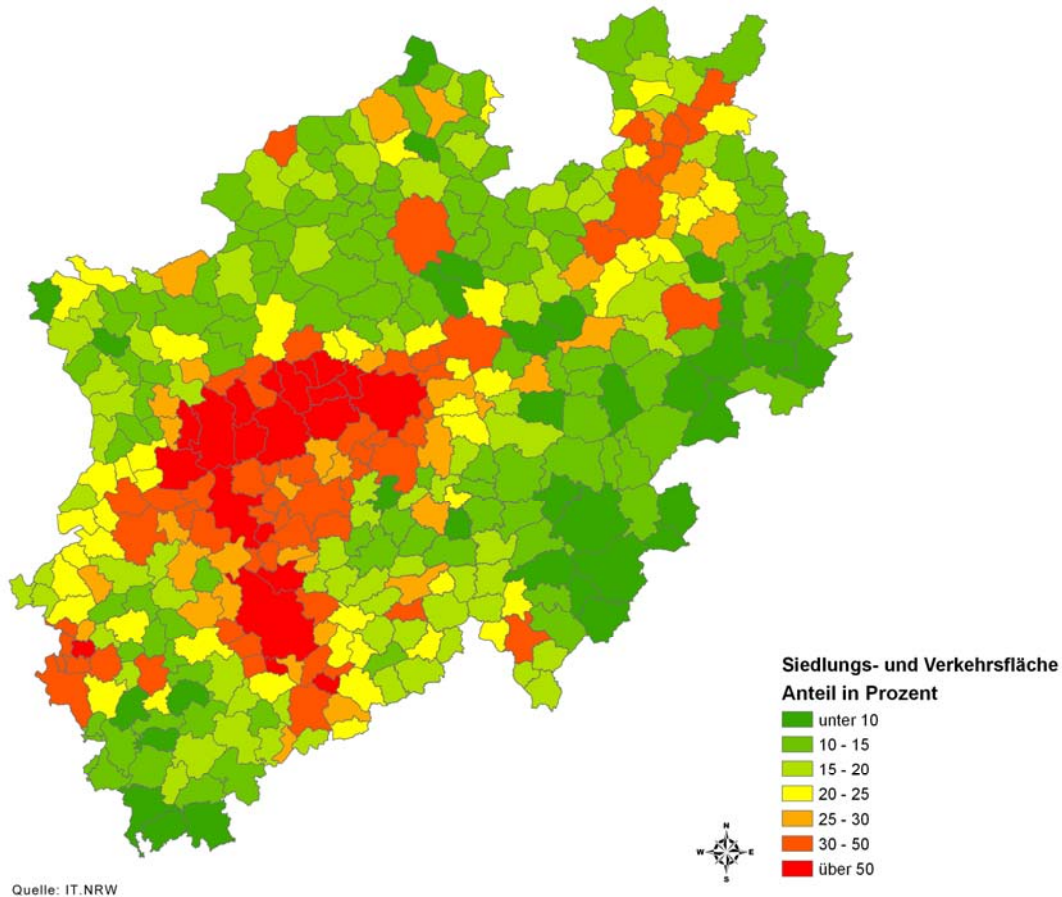 Siedlungs- und Verkehrsfläche
Anteil in Prozent
unter 10
10 - 15
15 - 20
20 - 25
25 - 30
30 - 50
über 50
N
W E
S
Quelle: IT.NRW